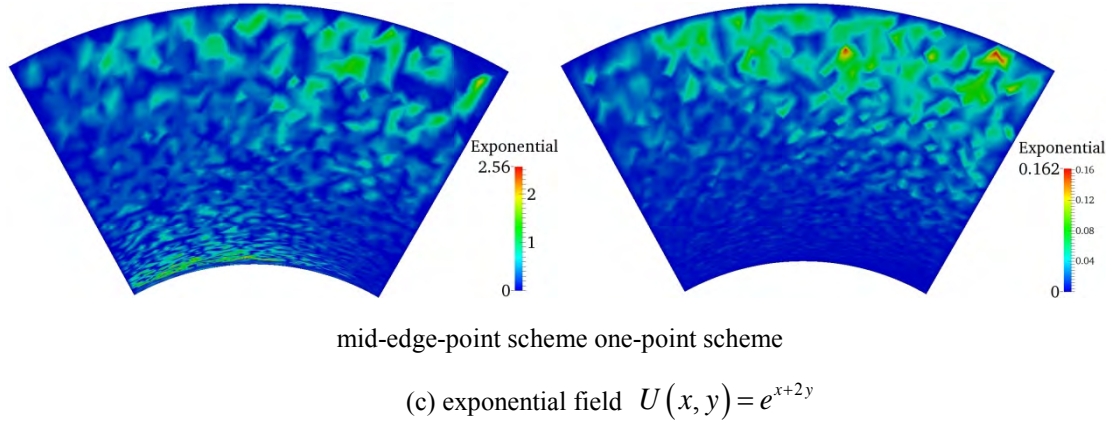 Exponential
2.56
2
1
0
Exponential
0.162
0.16
0.12
0.08
0.04
0
mid-edge-point scheme one-point scheme
(c) exponential field U(x, y) = e^{x+2y}